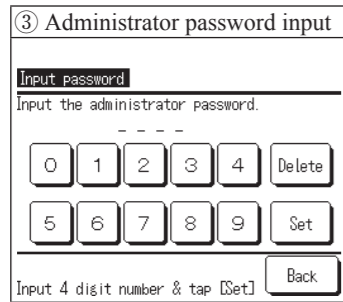 ③ Administrator password input
Input password
Input the administrator password.
_ _ _ _
0 1 2 3 4 Delete
5 6 7 8 9 Set
Input 4 digit number & tap [Set] Back